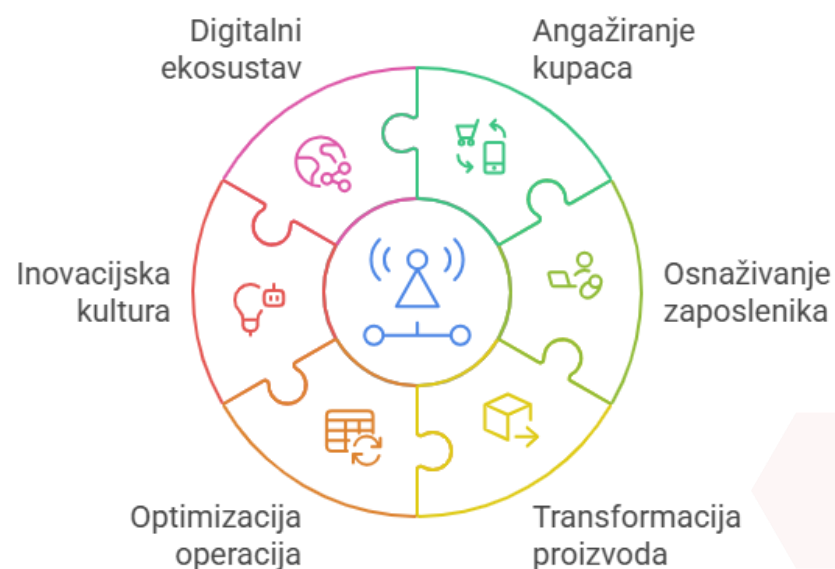 Digitalni
ekosustav
Angažiranje
kupaca
Inovacijska
kultura
Osnaživanje
zaposlenika
Optimizacija
operacija
Transformacija
proizvoda